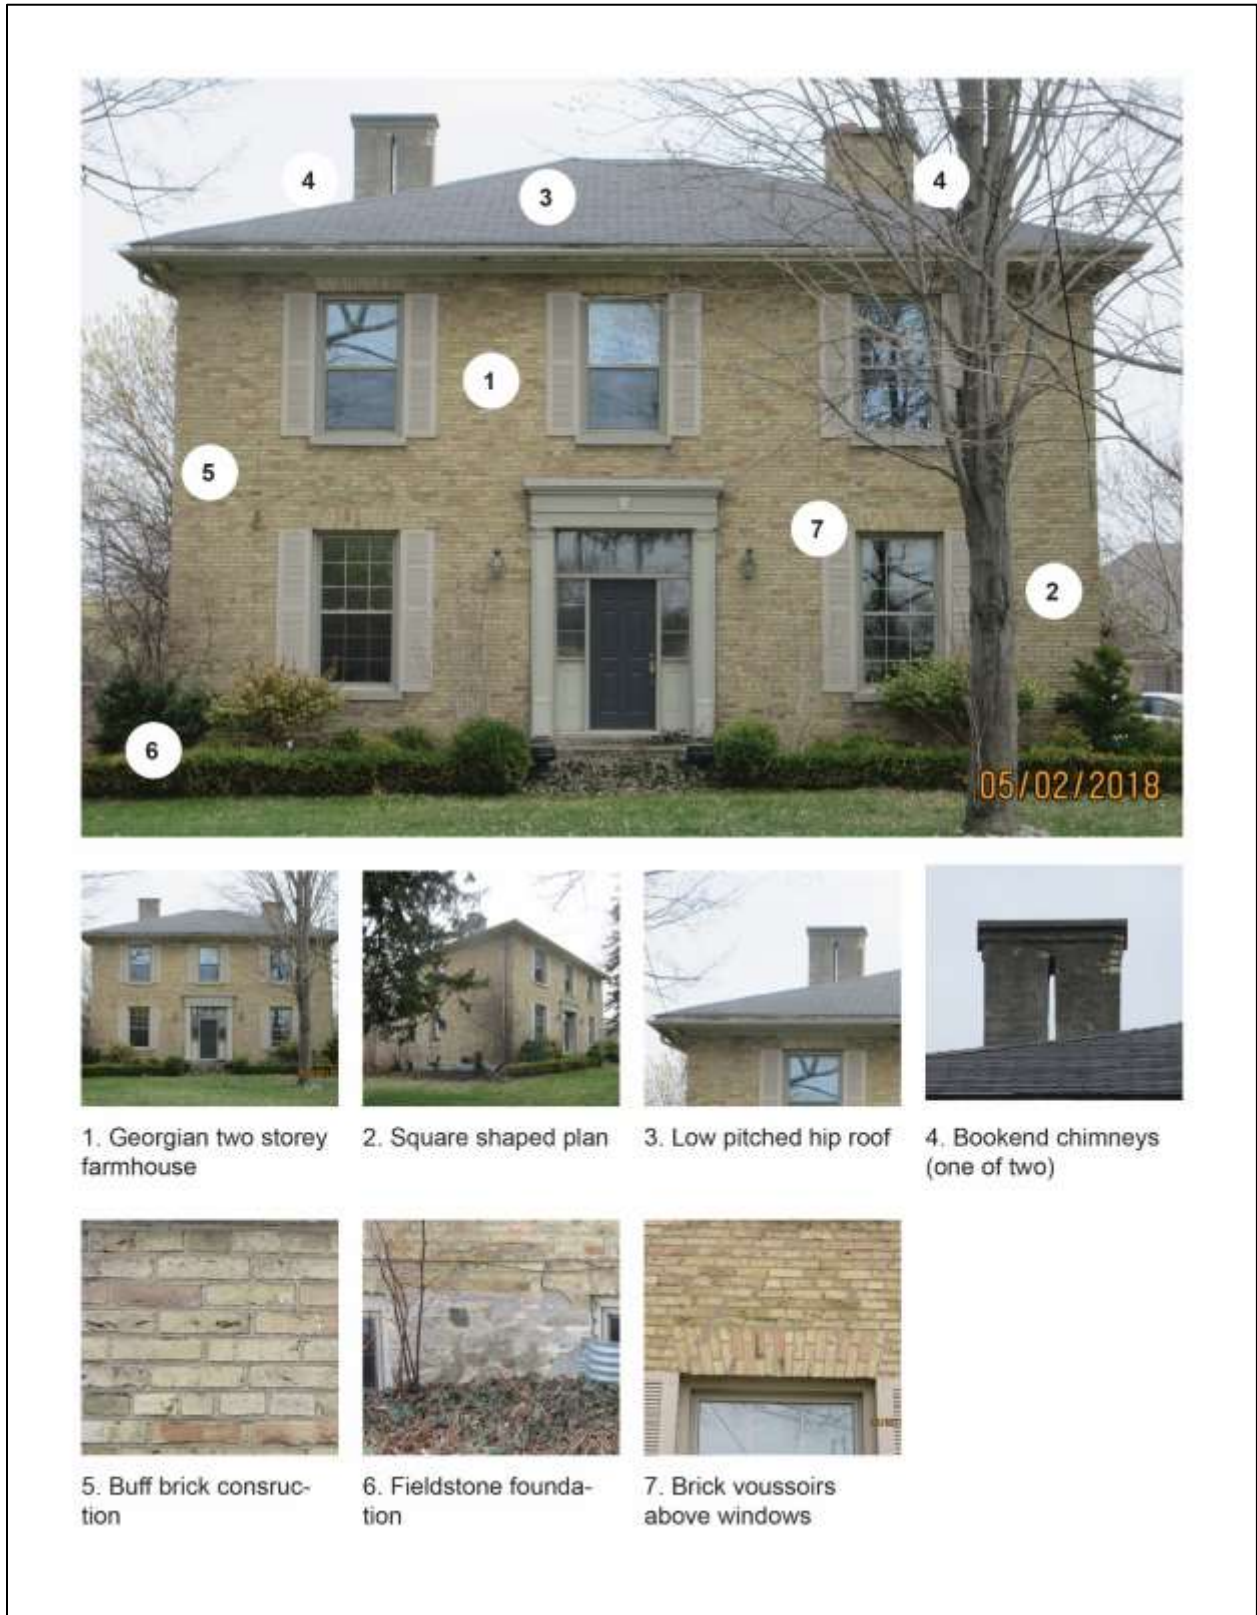 4
3
4
1
5
7
2
6
05/02/2018
1. Georgian two storey
farmhouse
2. Square shaped plan
3. Low pitched hip roof
4. Bookend chimneys
(one of two)
5. Buff brick consruc-
tion
6. Fieldstone founda-
tion
7. Brick voussoirs
above windows